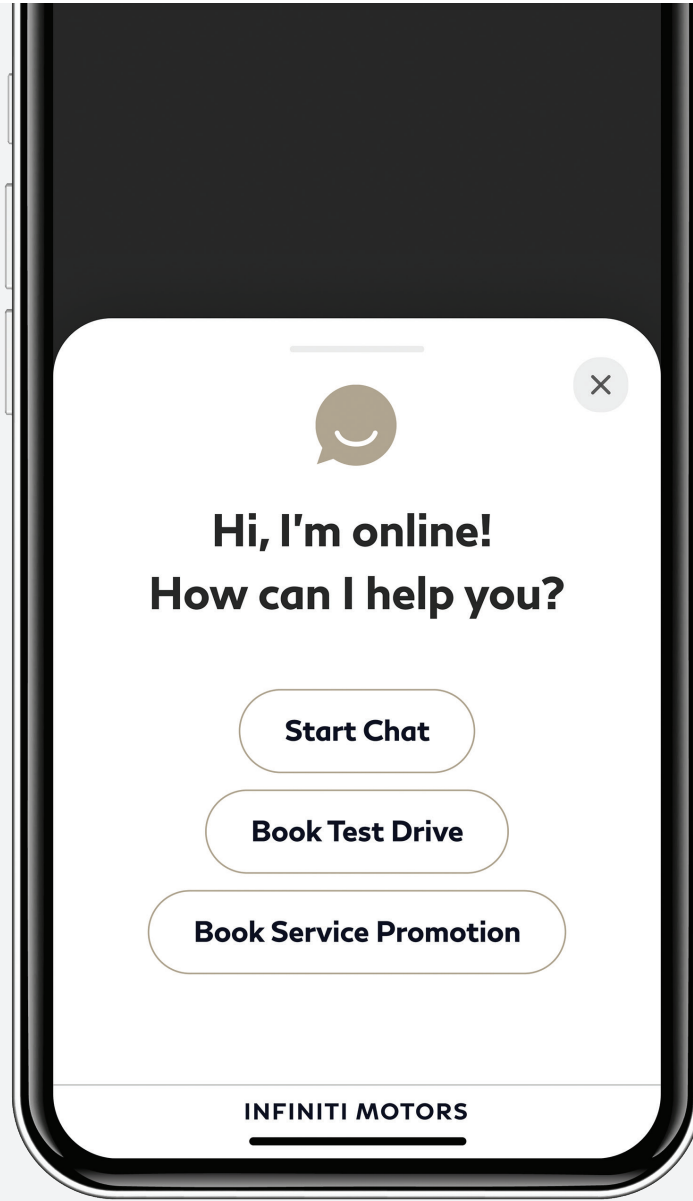 Hi, I'm online!
How can I help you?
Start Chat
Book Test Drive
Book Service Promotion
INFINITI MOTORS